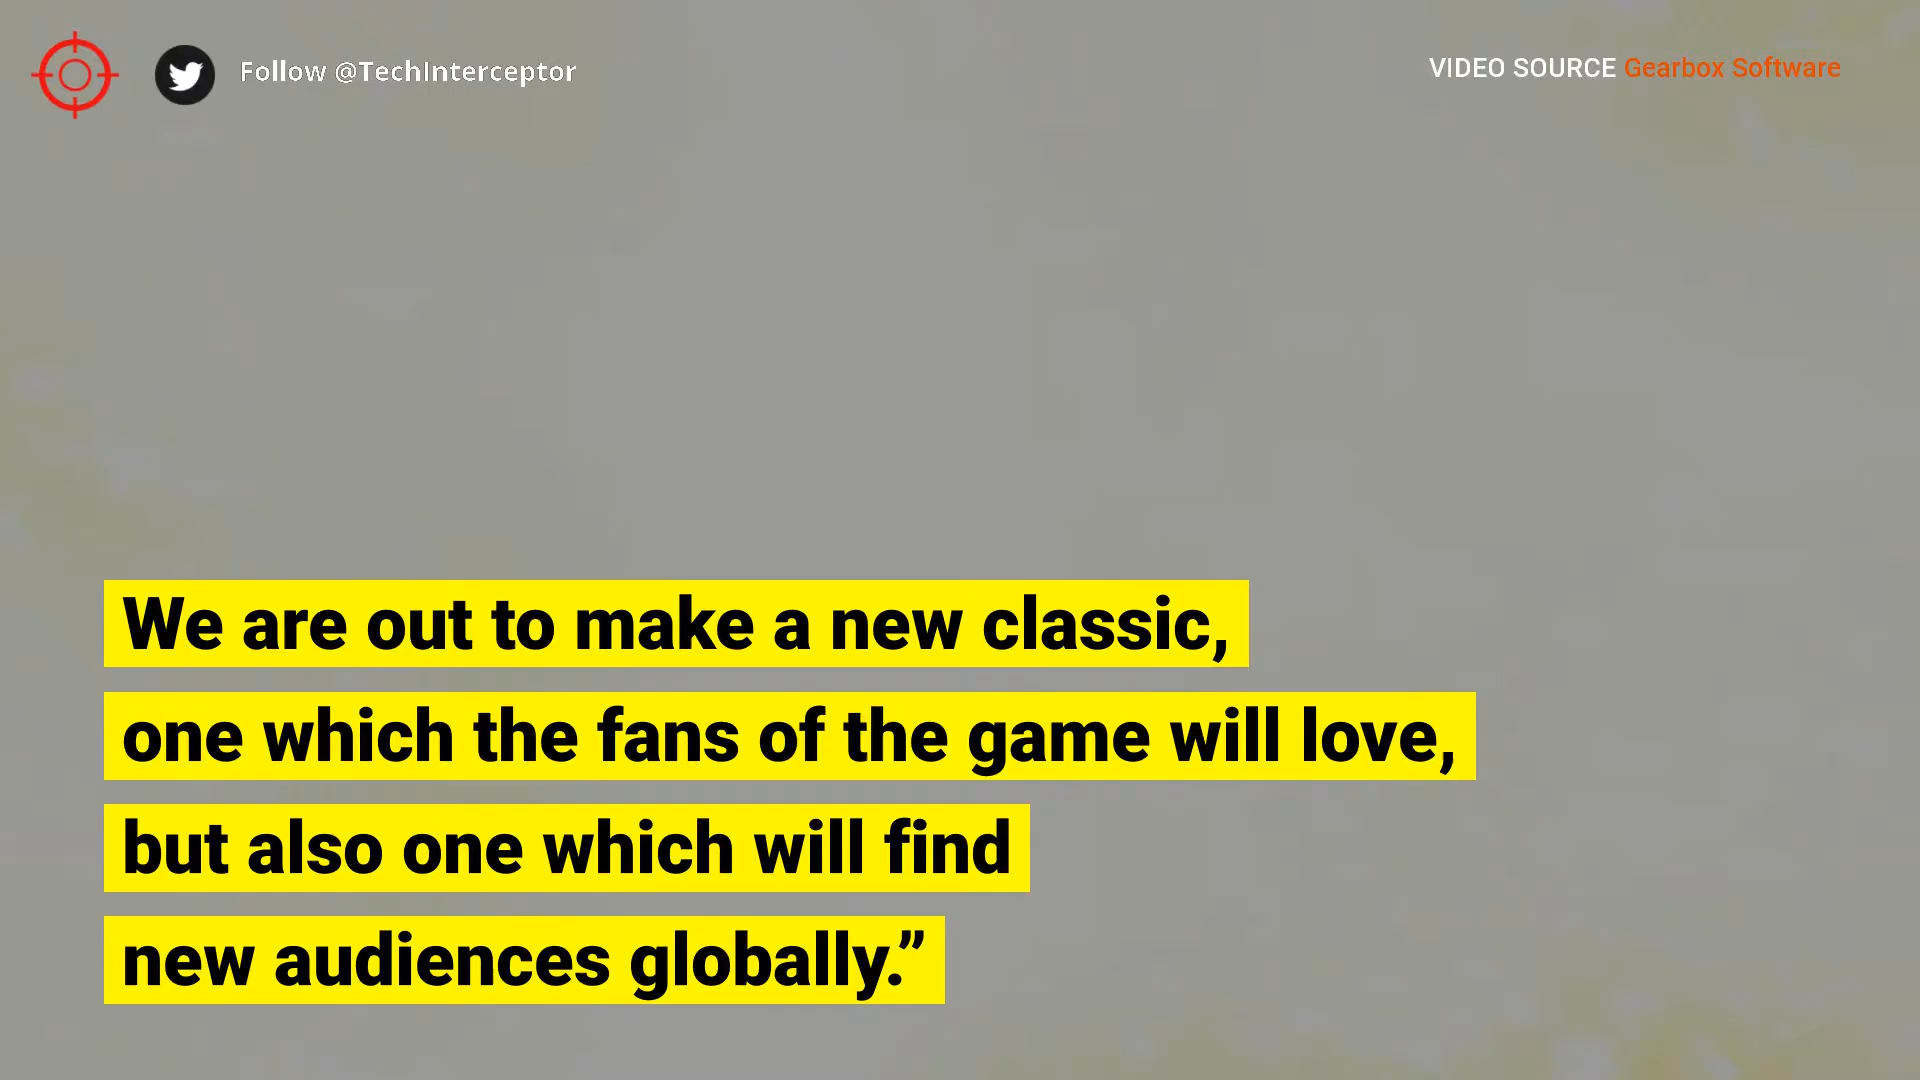 Follow @TechInterceptor
VIDEO SOURCE Gearbox Software
We are out to make a new classic,
one which the fans of the game will love,
but also one which will find
new audiences globally.”